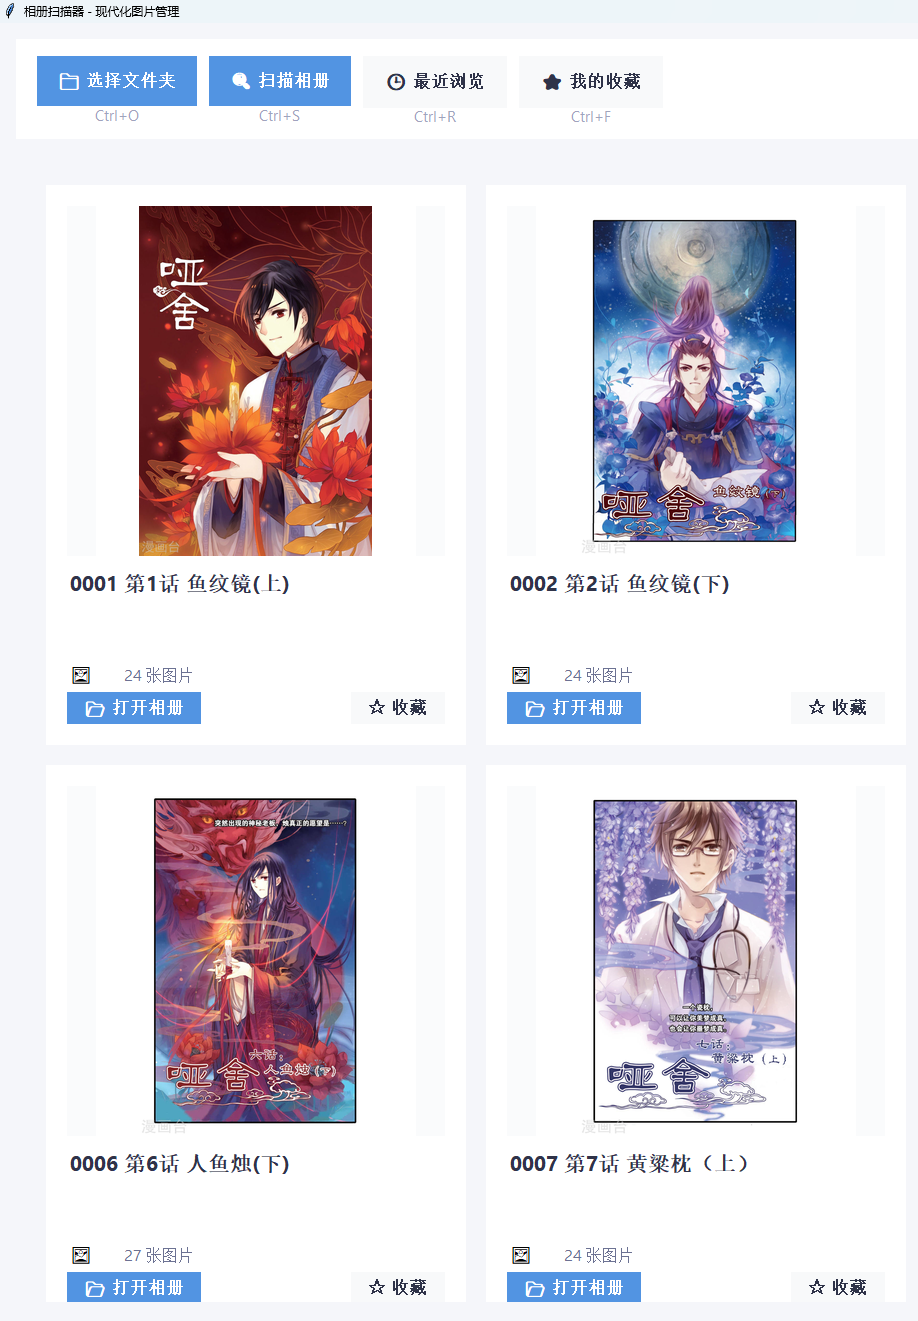 相册扫描器 - 现代化图片管理
选择文件夹
扫描相册
最近浏览
我的收藏
Ctrl+O
Ctrl+S
Ctrl+R
Ctrl+F
哑舍
漫画台
0001 第1话 鱼纹镜(上)
24 张图片
打开相册
☆ 收藏
鱼纹镜(下)
哑舍
漫画台
0002 第2话 鱼纹镜(下)
24 张图片
打开相册
☆ 收藏
突然出现的神秘老板,她真正的愿望是……?
六话:
人鱼烛(下)
哑舍
漫画台
0006 第6话 人鱼烛(下)
27 张图片
打开相册
☆ 收藏
一个瓷枕,
可以让你美梦成真,
也会让你噩梦成真。
七话:
黄粱枕(上)
哑舍
漫画台
0007 第7话 黄粱枕(上)
24 张图片
打开相册
☆ 收藏